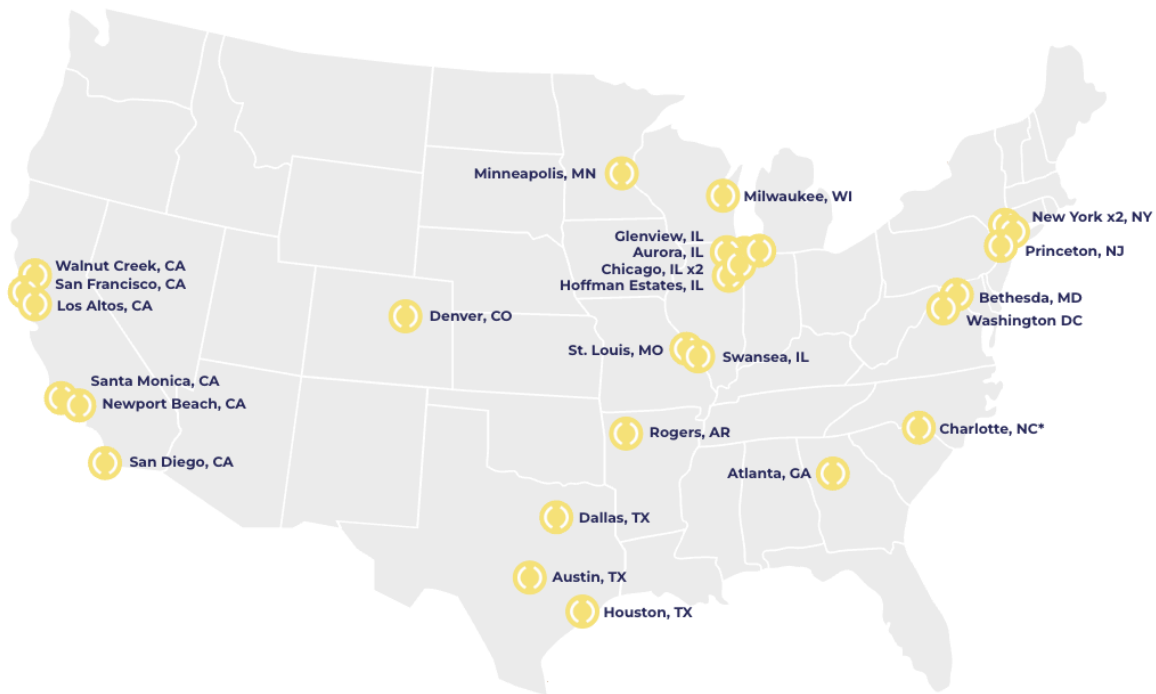 Minneapolis, MN
Milwaukee, WI
New York x2, NY
Glenview, IL
Aurora, IL
Princeton, NJ
Walnut Creek, CA
Chicago, IL x2
San Francisco, CA
Hoffman Estates, IL
Bethesda, MD
Los Altos, CA
Denver, CO
Washington DC
St. Louis, MO
Swansea, IL
Santa Monica, CA
Newport Beach, CA
Rogers, AR
Charlotte, NC*
San Diego, CA
Atlanta, GA
Dallas, TX
Austin, TX
Houston, TX